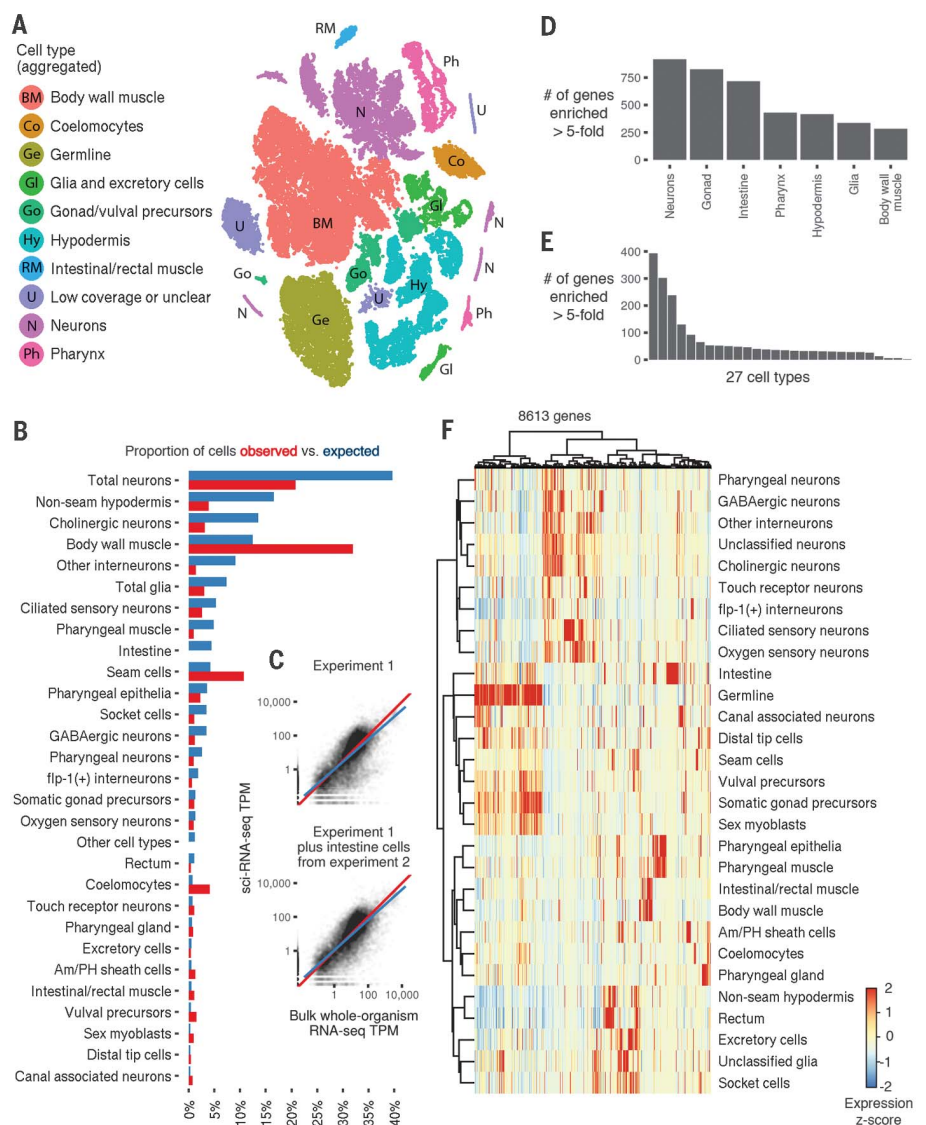 A
Cell type
(aggregated)
BM Body wall muscle
Co Coelomocytes
Ge Germline
Gl Glia and excretory cells
Go Gonad/vulval precursors
Hy Hypodermis
RM Intestinal/rectal muscle
U Low coverage or unclear
N Neurons
Ph Pharynx
RM
Ph
N
U
Co
Gl
N
BM
U
Go
Go
N
Hy
U
N
Ge
Ph
Gl
D
# of genes
enriched
> 5-fold
750
500
250
0
Neurons
Gonad
Intestine
Pharynx
Hypodermis
Glia
Body wall
muscle
E
# of genes
enriched
> 5-fold
400
300
200
100
0
27 cell types
B
Proportion of cells observed vs. expected
Total neurons
Non-seam hypodermis
Cholinergic neurons
Body wall muscle
Other interneurons
Total glia
Ciliated sensory neurons
Pharyngeal muscle
Intestine
Seam cells
Pharyngeal epithelia
Socket cells
GABAergic neurons
Pharyngeal neurons
flp-1(+) interneurons
Somatic gonad precursors
Oxygen sensory neurons
Other cell types
Rectum
Coelomocytes
Touch receptor neurons
Pharyngeal gland
Excretory cells
Am/PH sheath cells
Intestinal/rectal muscle
Vulval precursors
Sex myoblasts
Distal tip cells
Canal associated neurons
0%
5%
10%
15%
20%
25%
30%
35%
40%
C
Experiment 1
10,000
100
1
sci-RNA-seq TPM
Experiment 1
plus intestine cells
from experiment 2
10,000
100
1
1 100 10,000
Bulk whole-organism
RNA-seq TPM
F
8613 genes
Pharyngeal neurons
GABAergic neurons
Other interneurons
Unclassified neurons
Cholinergic neurons
Touch receptor neurons
flp-1(+) interneurons
Ciliated sensory neurons
Oxygen sensory neurons
Intestine
Germline
Canal associated neurons
Distal tip cells
Seam cells
Vulval precursors
Somatic gonad precursors
Sex myoblasts
Pharyngeal epithelia
Pharyngeal muscle
Intestinal/rectal muscle
Body wall muscle
Am/PH sheath cells
Coelomocytes
Pharyngeal gland
Non-seam hypodermis
Rectum
Excretory cells
Unclassified glia
Socket cells
2
1
0
-1
-2
Expression
z-score